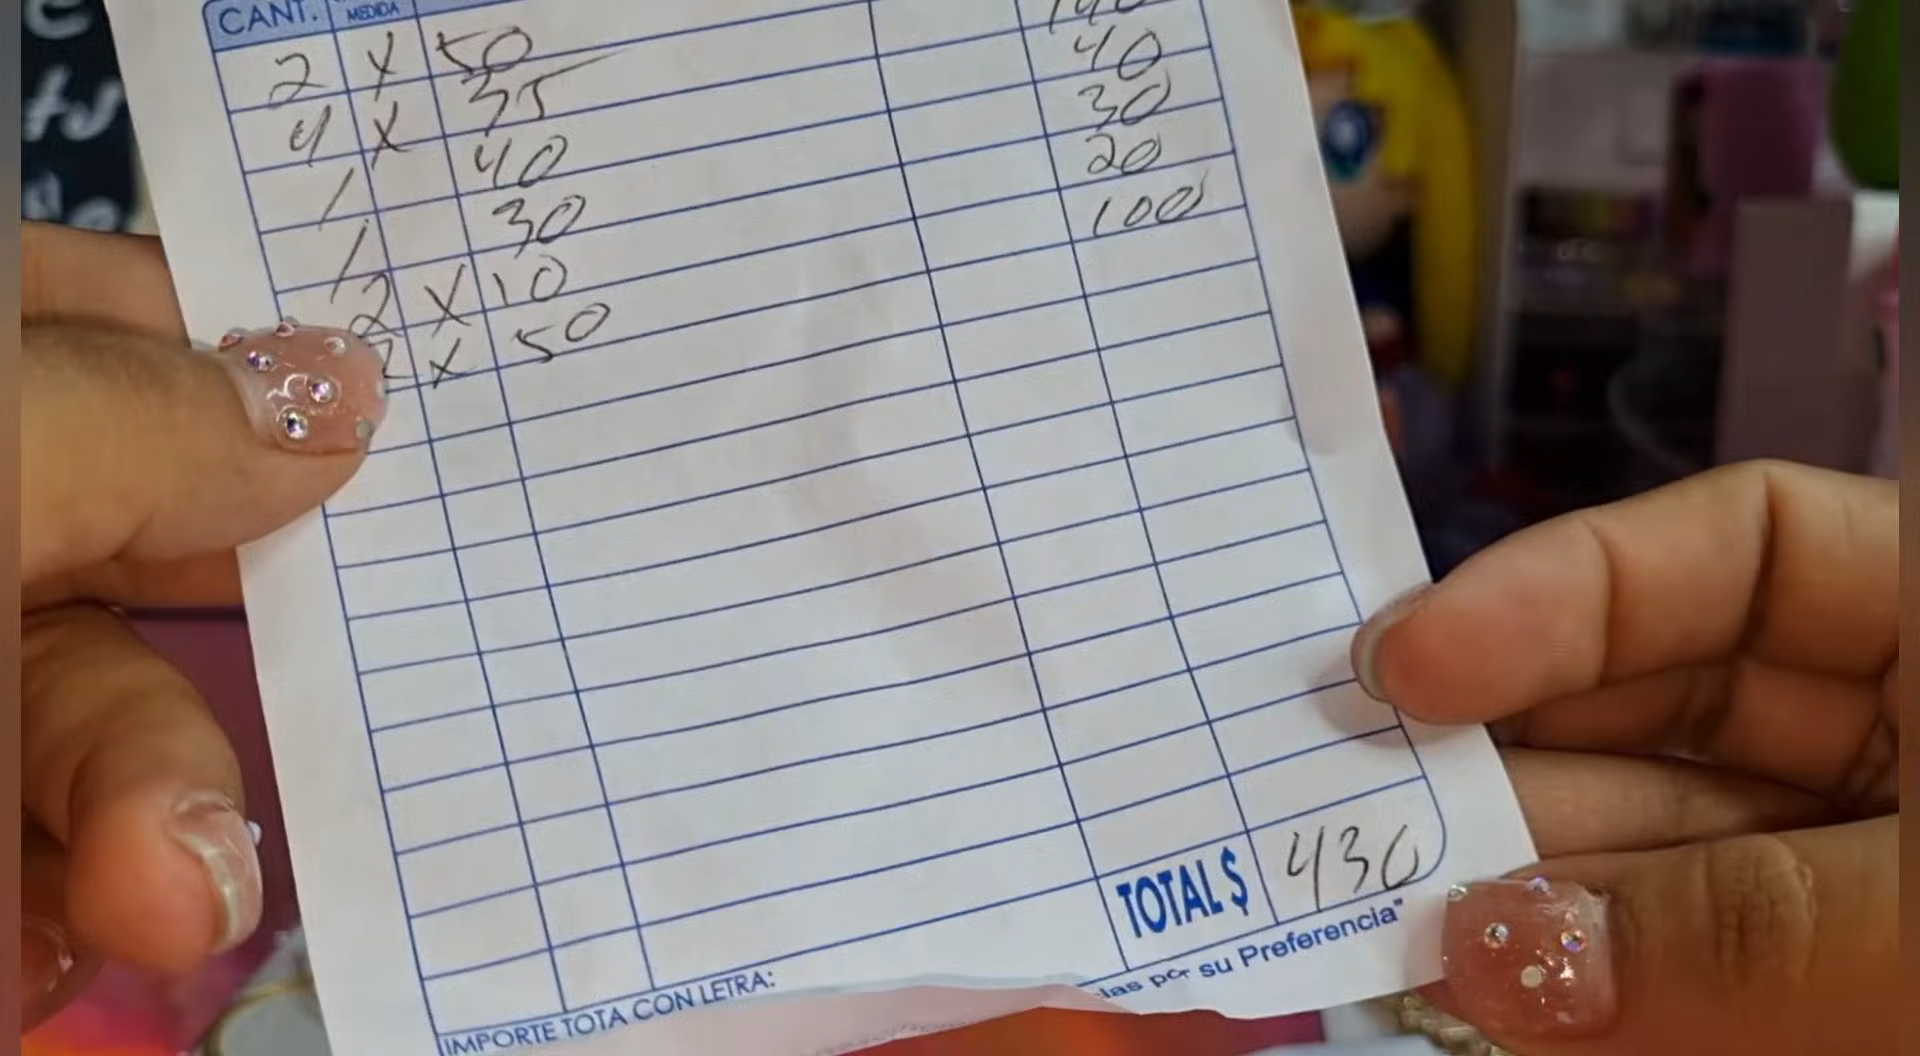 CANT. MEDIDA
2 x 50
4 x 35 140
1 40 40
1 30 30
2 x 10 20
2 x 50 100
TOTAL $ 430
su Preferencia"
IMPORTE TOTA CON LETRA: